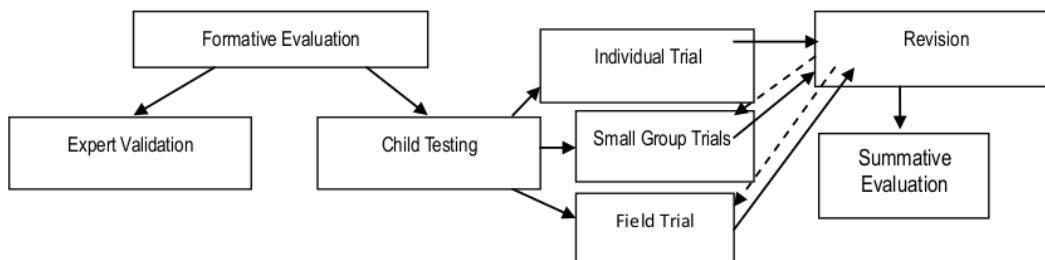 Formative Evaluation
Individual Trial
Revision
Expert Validation
Child Testing
Small Group Trials
Summative
Evaluation
Field Trial